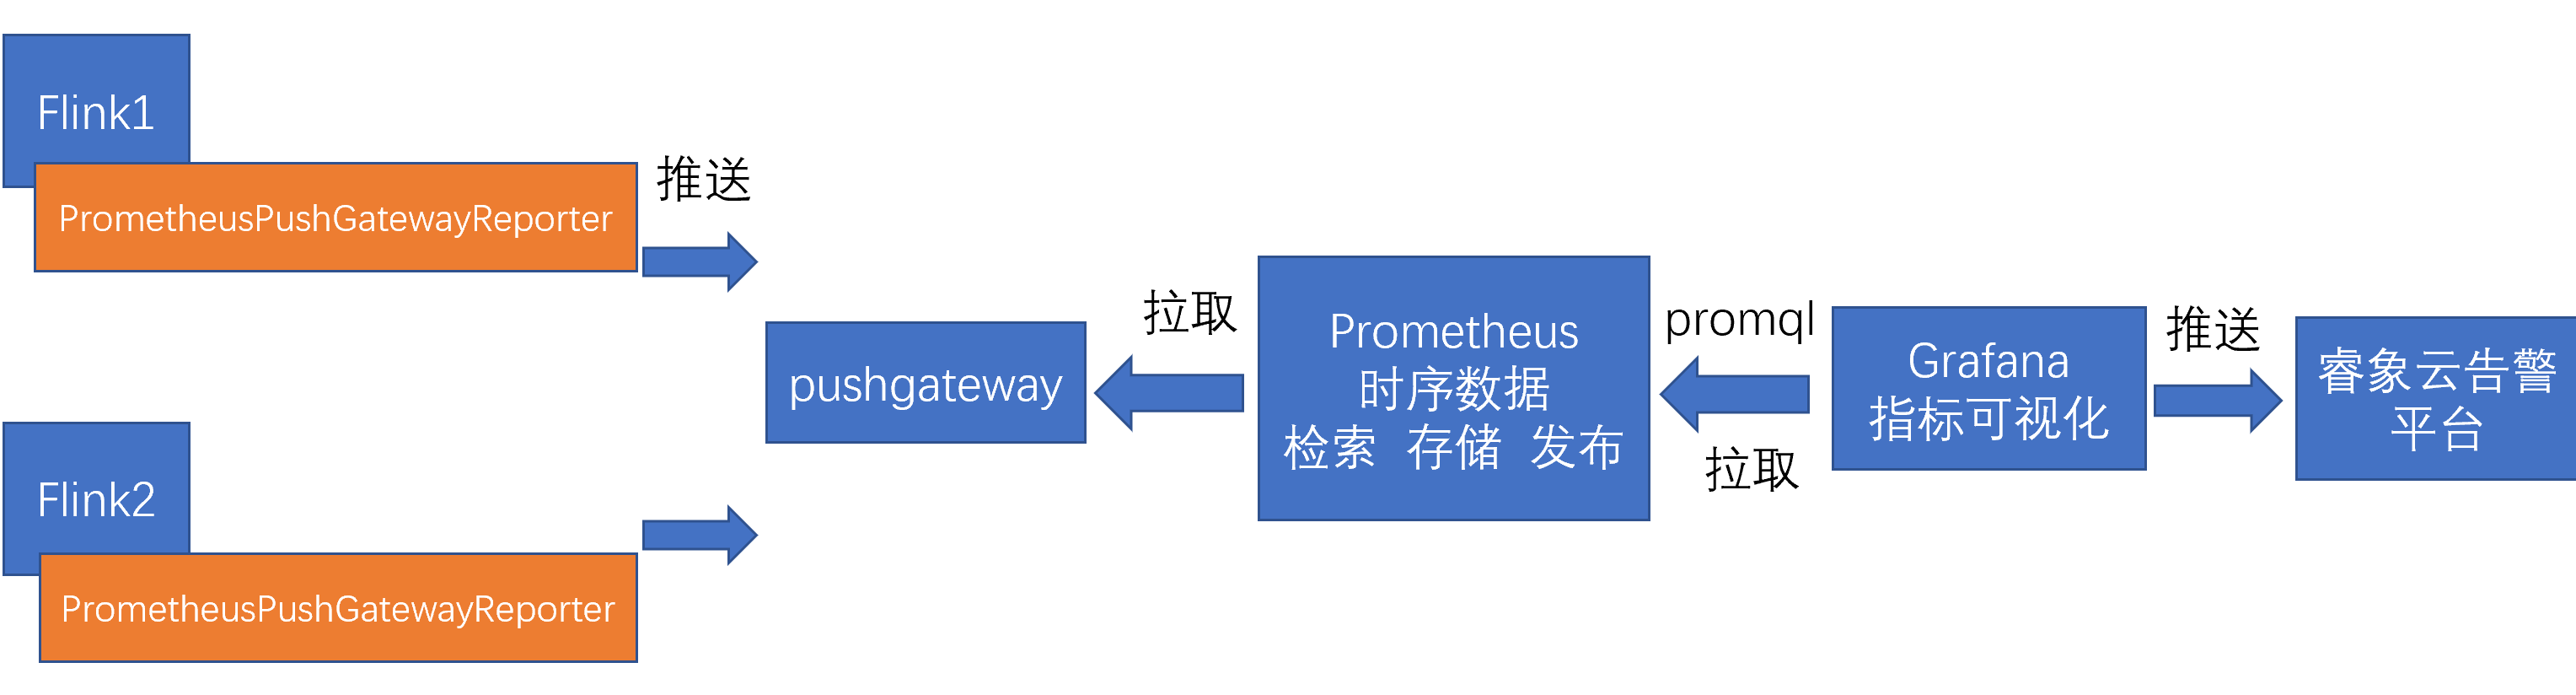 Flink1
PrometheusPushGatewayReporter
推送
Flink2
PrometheusPushGatewayReporter
pushgateway
拉取
Prometheus
时序数据
检索 存储 发布
promql
拉取
Grafana
指标可视化
推送
睿象云告警
平台